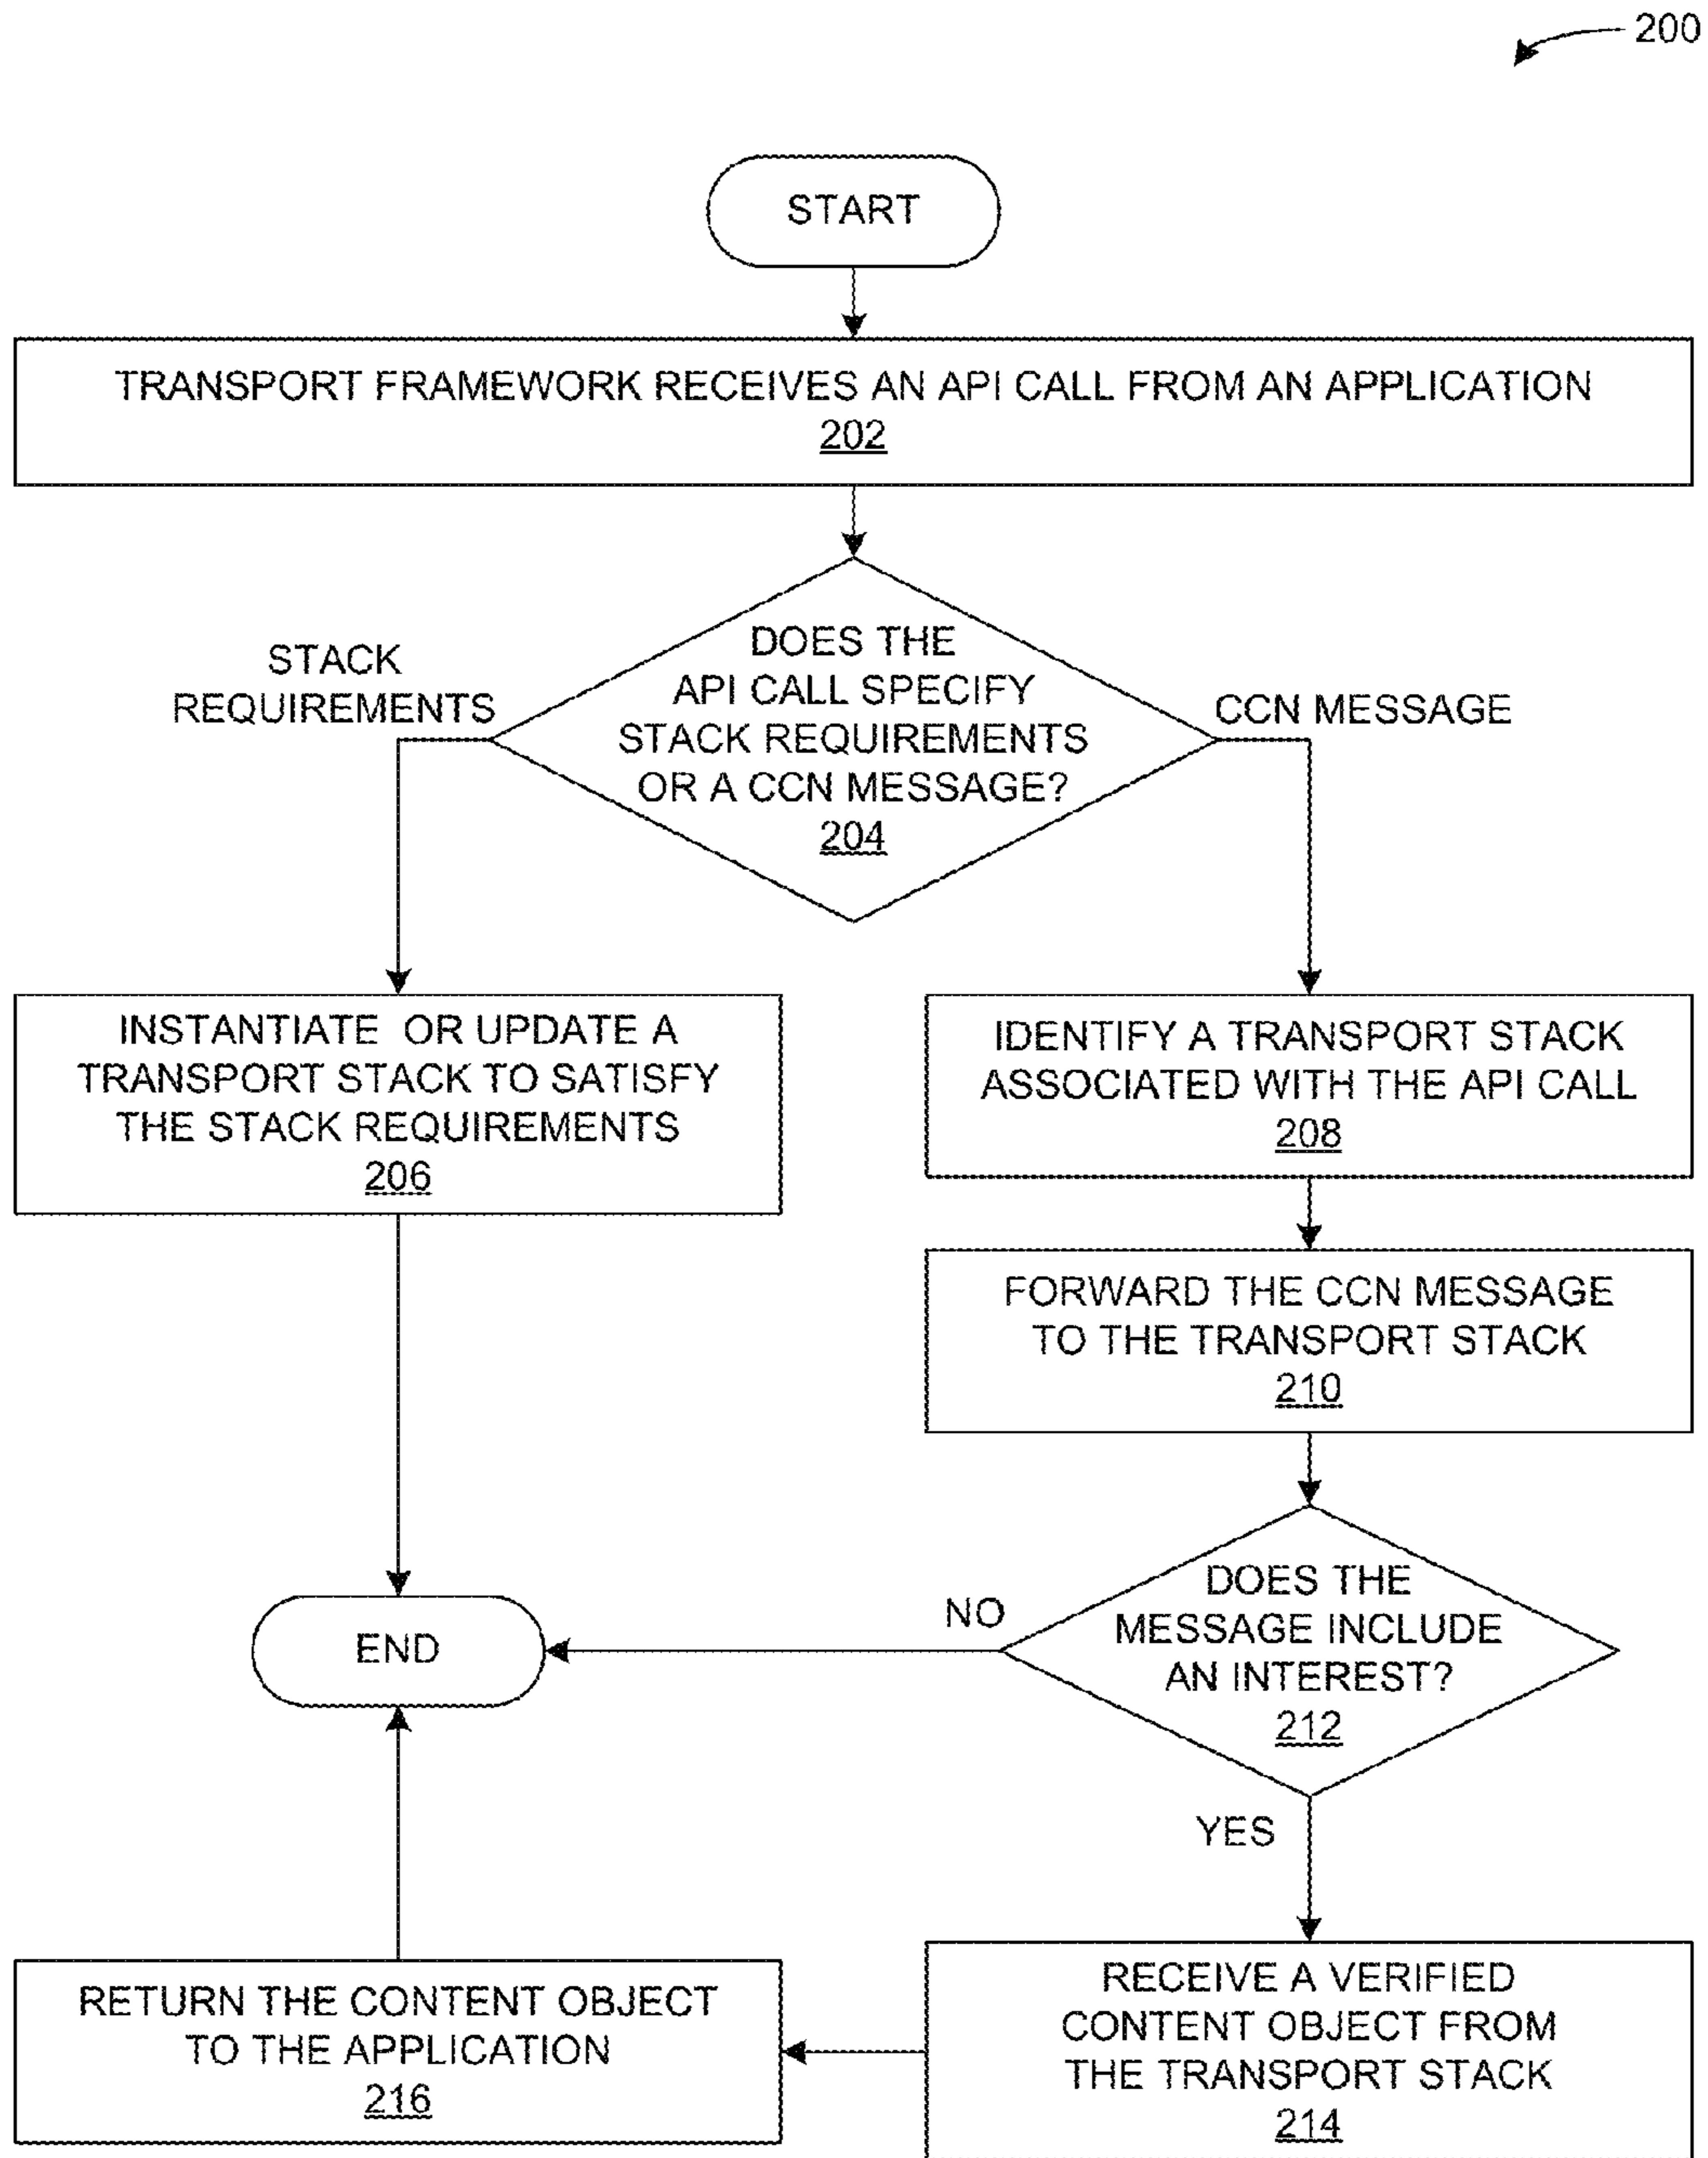 200
START
TRANSPORT FRAMEWORK RECEIVES AN API CALL FROM AN APPLICATION
202
DOES THE
API CALL SPECIFY
STACK REQUIREMENTS
OR A CCN MESSAGE?
204
STACK
REQUIREMENTS
CCN MESSAGE
INSTANTIATE OR UPDATE A
TRANSPORT STACK TO SATISFY
THE STACK REQUIREMENTS
206
IDENTIFY A TRANSPORT STACK
ASSOCIATED WITH THE API CALL
208
FORWARD THE CCN MESSAGE
TO THE TRANSPORT STACK
210
DOES THE
MESSAGE INCLUDE
AN INTEREST?
212
NO
END
YES
RECEIVE A VERIFIED
CONTENT OBJECT FROM
THE TRANSPORT STACK
214
RETURN THE CONTENT OBJECT
TO THE APPLICATION
216